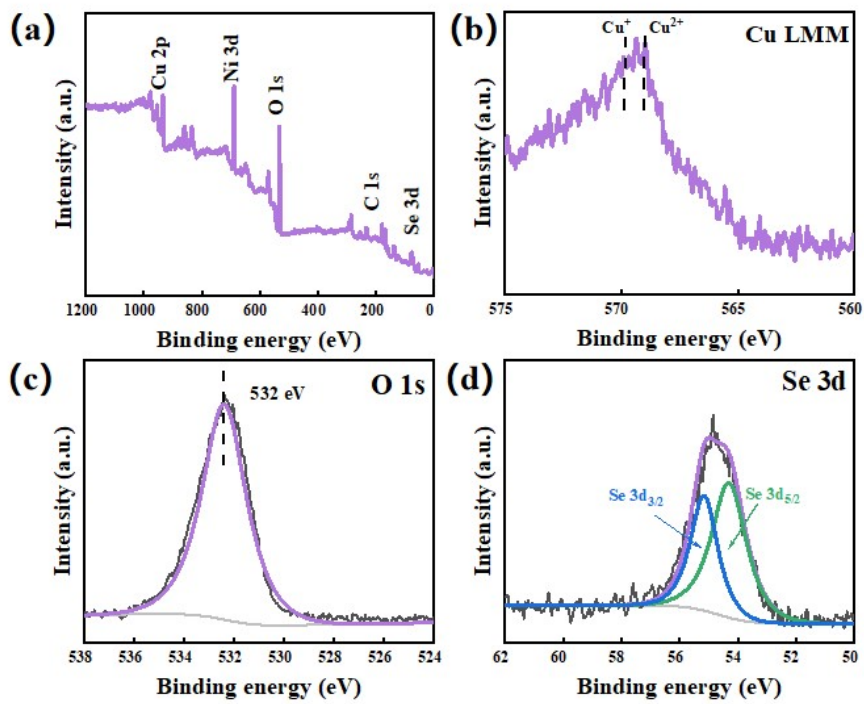 (a)
Cu 2p
Ni 3d
O 1s
C 1s
Se 3d
Intensity (a.u.)
1200 1000 800 600 400 200 0
Binding energy (eV)
(b)
Cu⁺ Cu²⁺
Cu LMM
Intensity (a.u.)
575 570 565 560
Binding energy (eV)
(c)
532 eV
O 1s
Intensity (a.u.)
538 536 534 532 530 526 524
Binding energy (eV)
(d)
Se 3d
Se 3d₃/₂
Se 3d₅/₂
Intensity (a.u.)
62 60 58 56 54 52 50
Binding energy (eV)